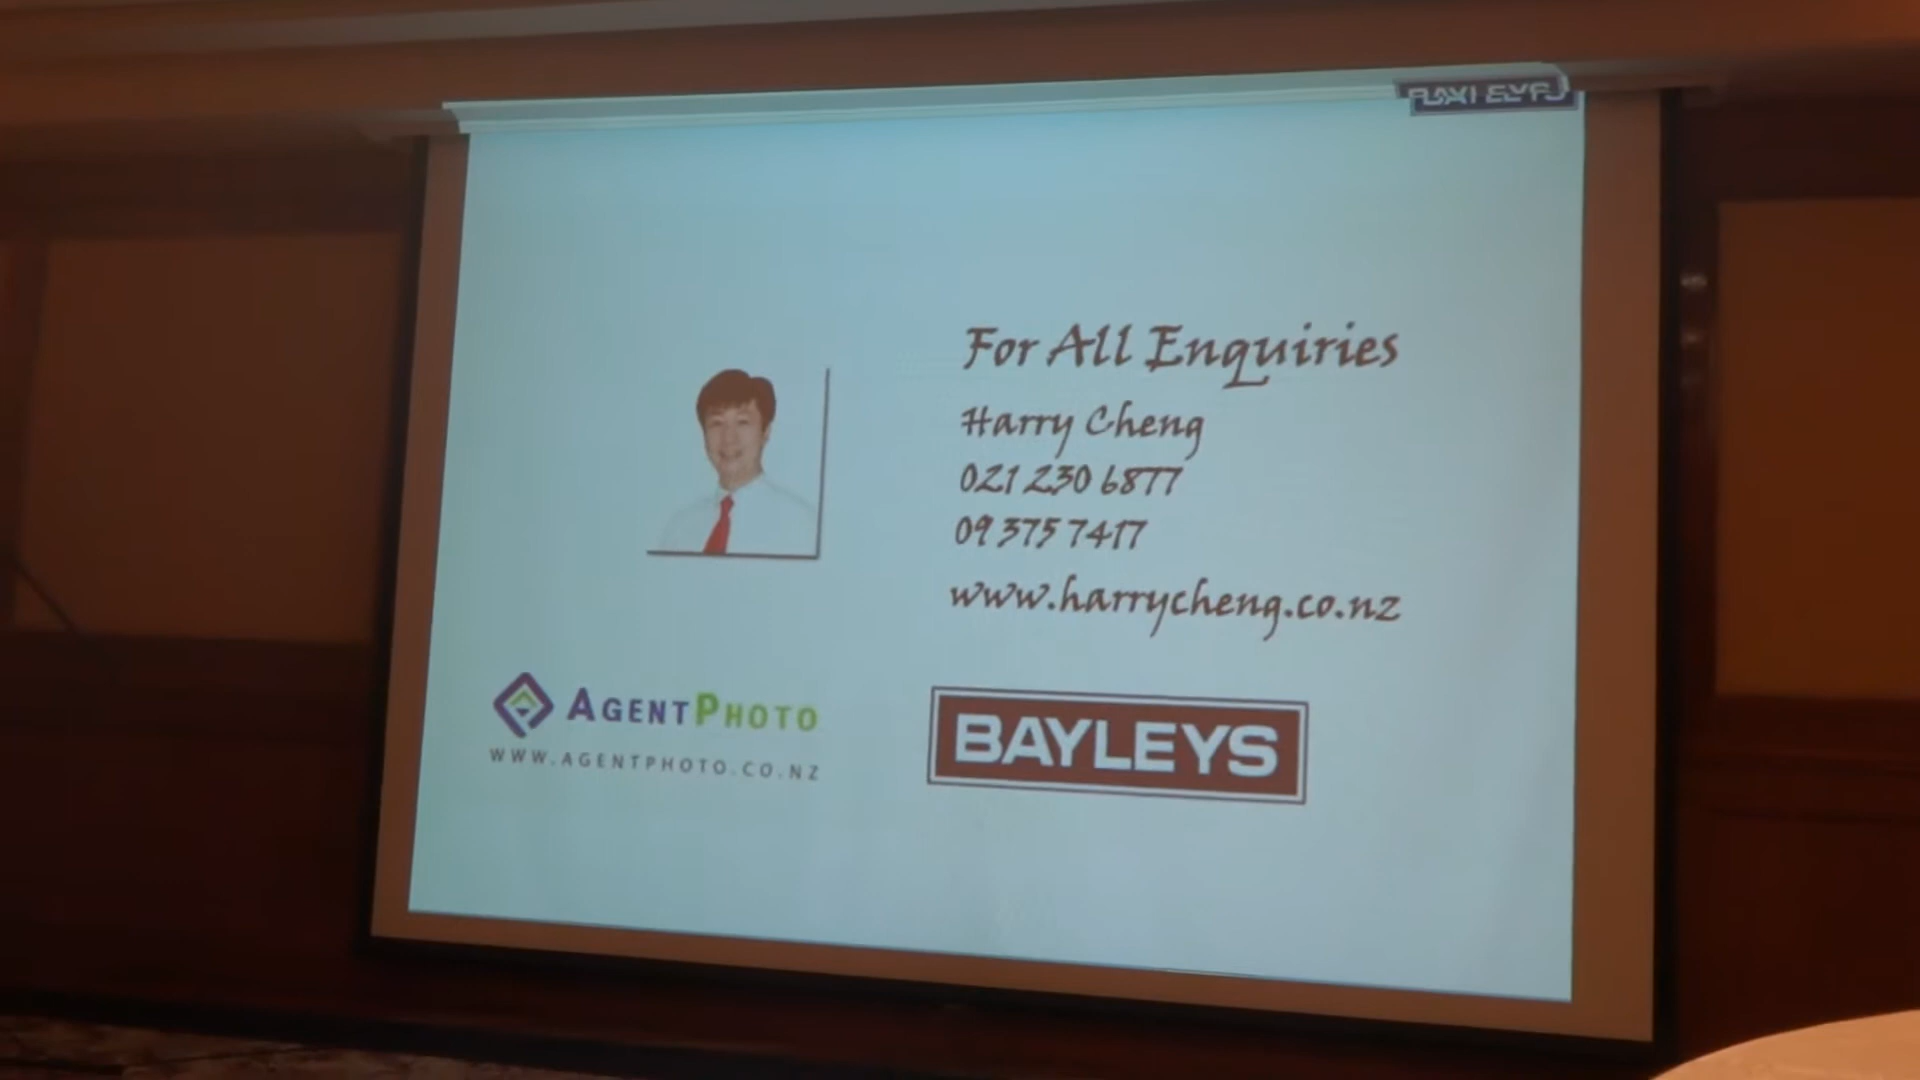 BAYLEYS
For All Enquiries
Harry Cheng
021 230 6877
09 375 7417
www.harrycheng.co.nz
AGENTPHOTO
WWW.AGENTPHOTO.CO.NZ
BAYLEYS